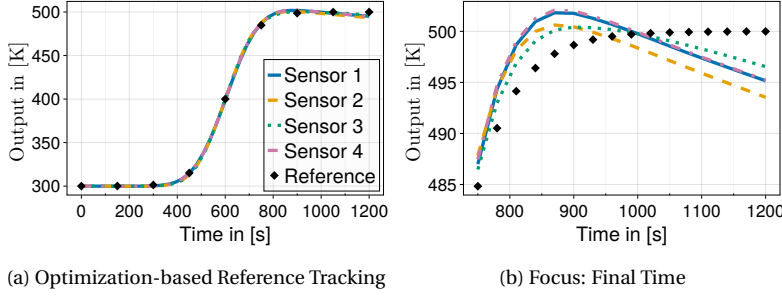 Output in [K]
500
400
300
Sensor 1
Sensor 2
Sensor 3
Sensor 4
Reference
0 200 400 600 800 1000 1200
Time in [s]
(a) Optimization-based Reference Tracking
Output in [K]
500
495
490
485
800 900 1000 1100 1200
Time in [s]
(b) Focus: Final Time